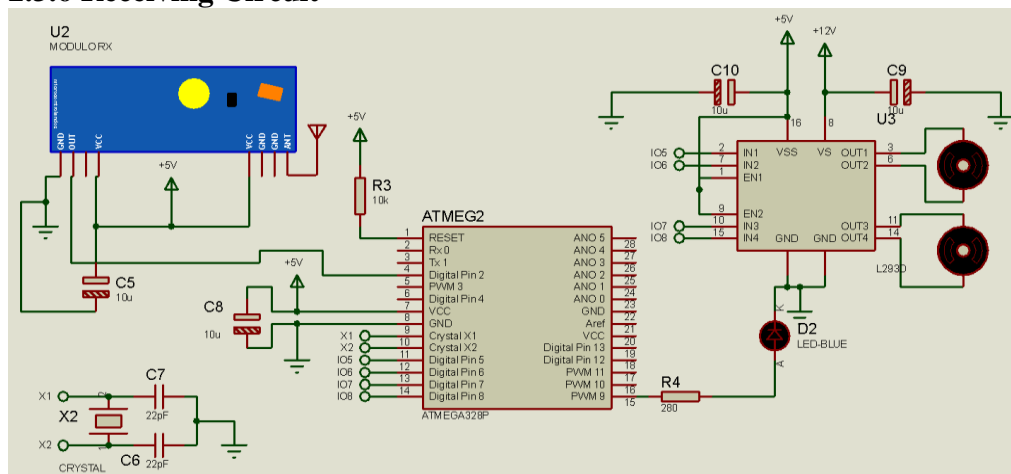 2.3.6 Receiving Circuit
U2
MODULO RX
GND
OUT
VCC
VCC
GND
GND
ANT
+5V
C5
10u
+5V
R3
10k
+5V
C8
10u
X1
X2
X2
C7
22pF
C6
22pF
CRYSTAL
ATMEG2
1 RESET
2 Rx0
3 Tx 1
4 Digital Pin 2
5 PWM 3
6 Digital Pin 4
7 VCC
8 GND
X1 9 Crystal X1
X2 10 Crystal X2
IO5 11 Digital Pin 5
IO6 12 Digital Pin 6
IO7 13 Digital Pin 7
IO8 14 Digital Pin 8
ANO 5 28
ANO 4 27
ANO 3 26
ANO 2 25
ANO 1 24
ANO 0 23
GND 22
Aref 21
VCC 20
Digital Pin 13 19
Digital Pin 12 18
PWM 11 17
PWM 10 16
PWM 9 15
ATMEGA328P
R4
280
D2
LED-BLUE
K
A
+5V
+12V
C10
10u
C9
10u
U3
16
8
VSS
VS
IO5 2 IN1
IO6 7 IN2
1 EN1
9 EN2
IO7 10 IN3
IO8 15 IN4
OUT1 3
OUT2 6
OUT3 11
OUT4 14
GND
GND
L293D